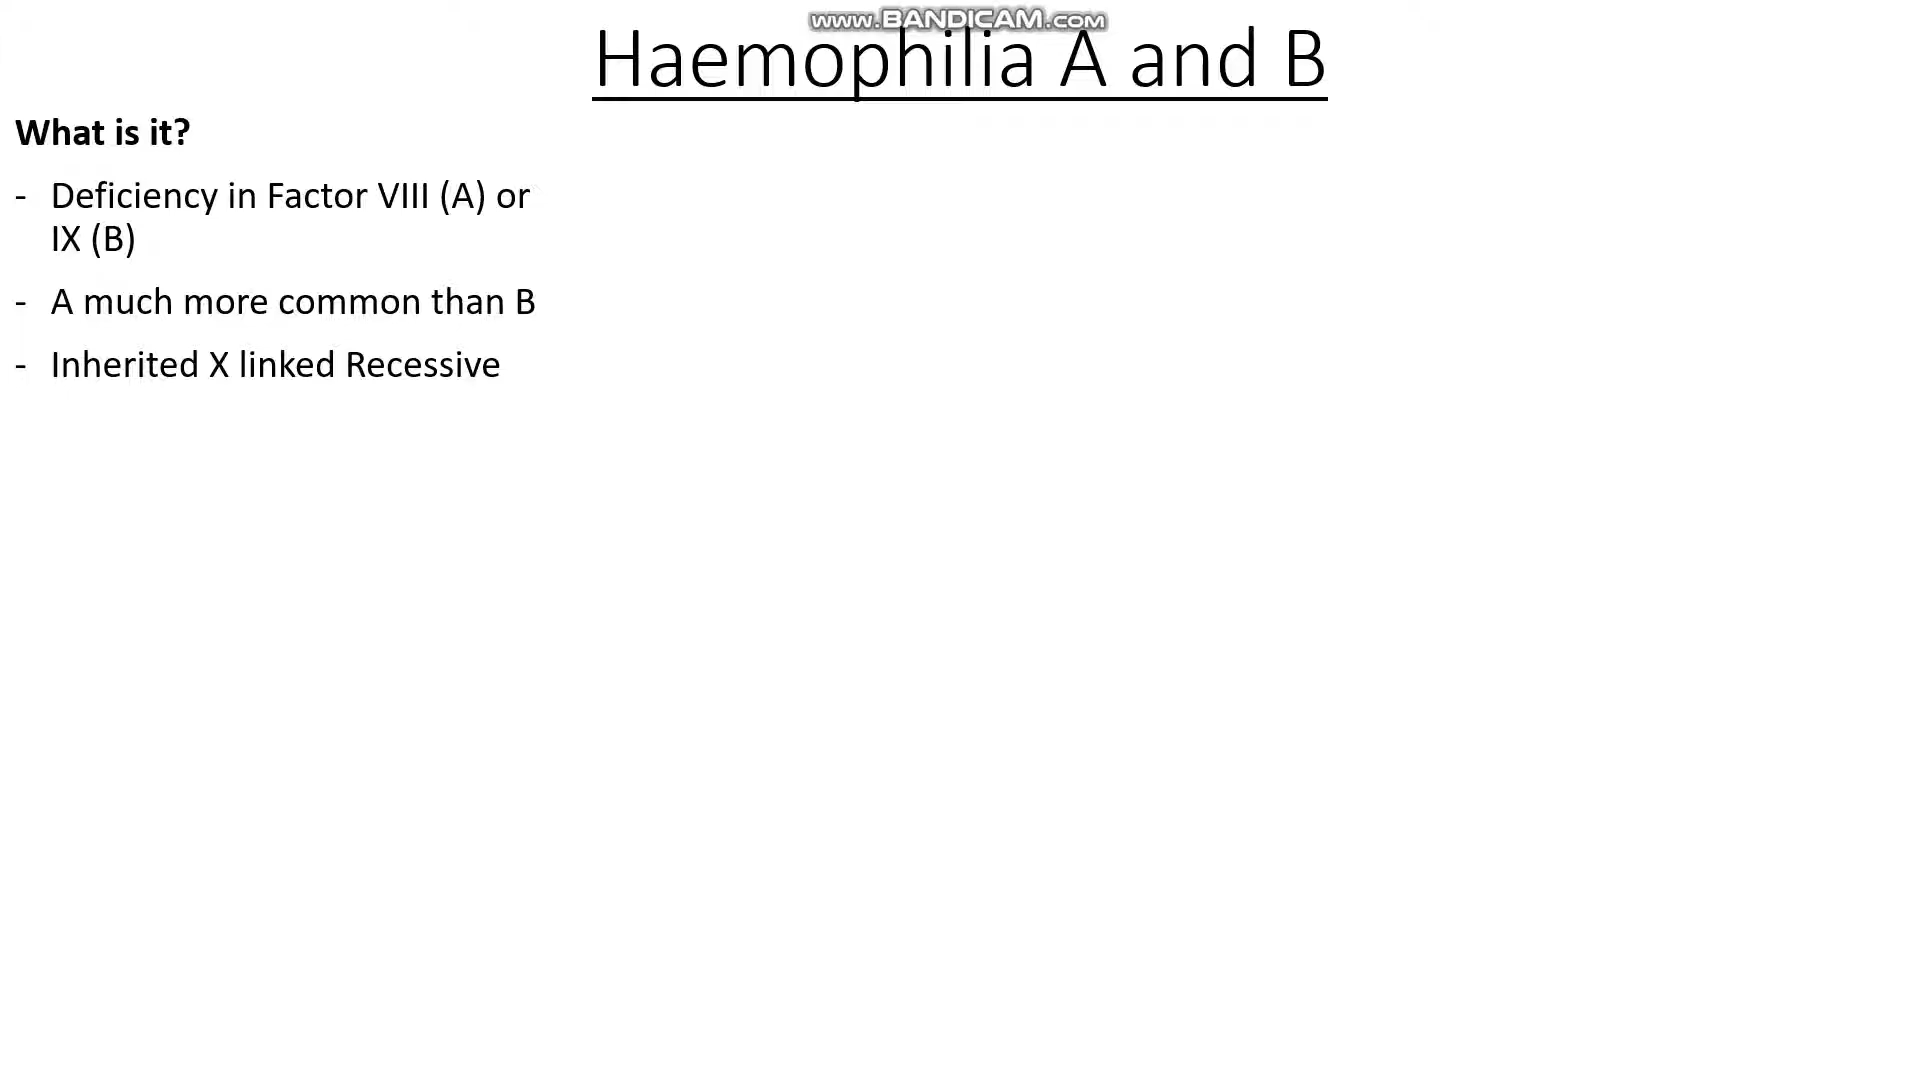 www.BANDICAM.com
Haemophilia A and B
What is it?
- Deficiency in Factor VIII (A) or
IX (B)
- A much more common than B
- Inherited X linked Recessive